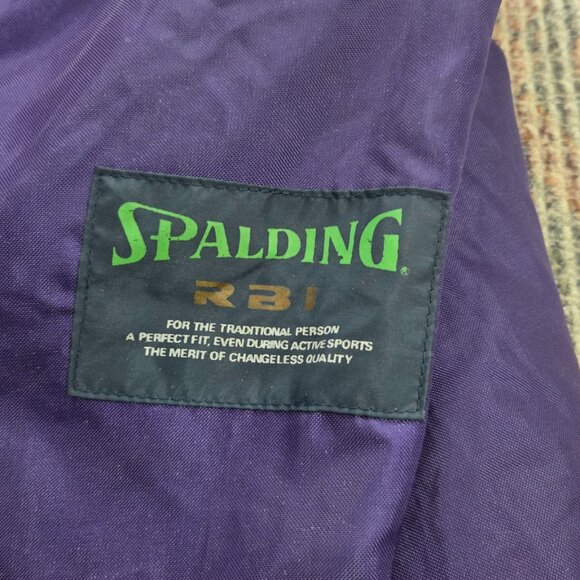 SPALDING®
RBI
FOR THE TRADITIONAL PERSON
A PERFECT FIT, EVEN DURING ACTIVE SPORTS
THE MERIT OF CHANGELESS QUALITY